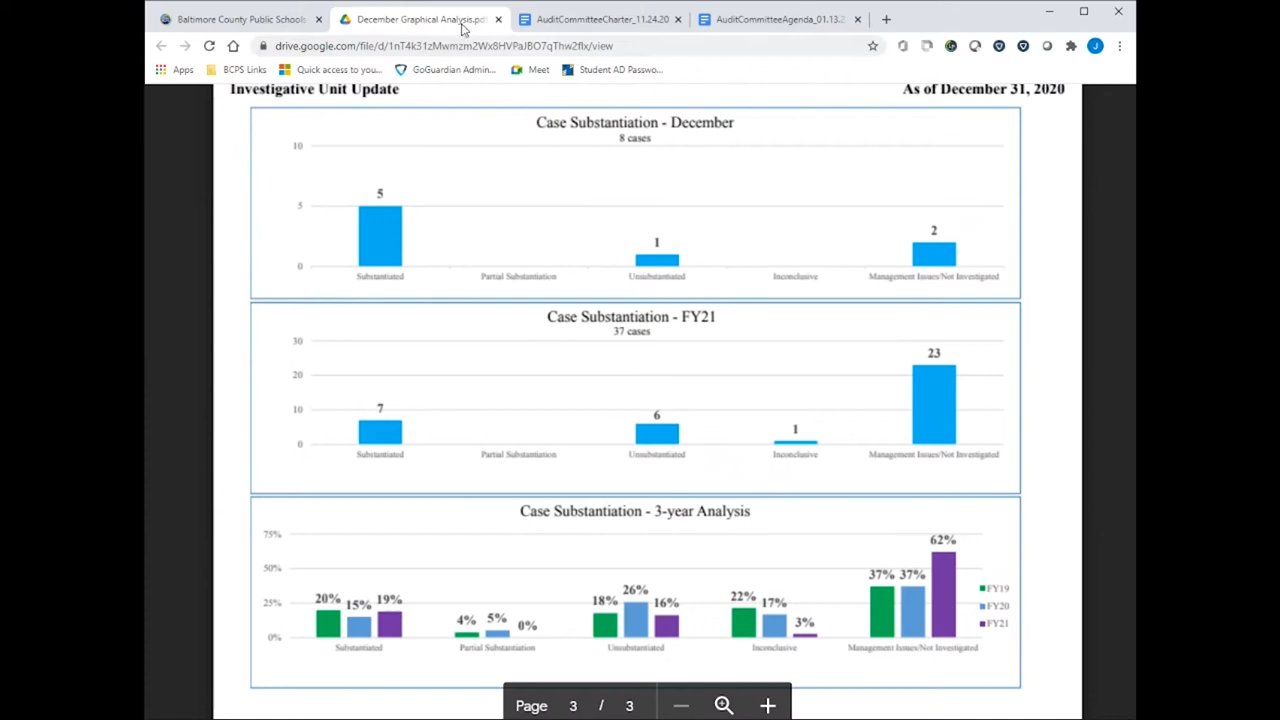 Baltimore County Public Schools
December Graphical Analysis.pdf
AuditCommitteeCharter_11.24.20
AuditCommitteeAgenda_01.13.2
drive.google.com/file/d/1nT4k31zMwmzm2Wx8HVPaJBO7qThw2flx/view
Apps
BCPS Links
Quick access to you...
GoGuardian Admin...
Meet
Student AD Passwo...
Investigative Unit Update
As of December 31, 2020
Case Substantiation - December
8 cases
10
5
0
5
1
2
Substantiated
Partial Substantiation
Unsubstantiated
Inconclusive
Management Issues/Not Investigated
Case Substantiation - FY21
37 cases
30
20
10
0
7
6
1
23
Substantiated
Partial Substantiation
Unsubstantiated
Inconclusive
Management Issues/Not Investigated
Case Substantiation - 3-year Analysis
75%
50%
25%
0%
20%
15%
19%
4%
5%
0%
18%
26%
16%
22%
17%
3%
37%
37%
62%
FY19
FY20
FY21
Substantiated
Partial Substantiation
Unsubstantiated
Inconclusive
Management Issues/Not Investigated
Page 3 / 3
J